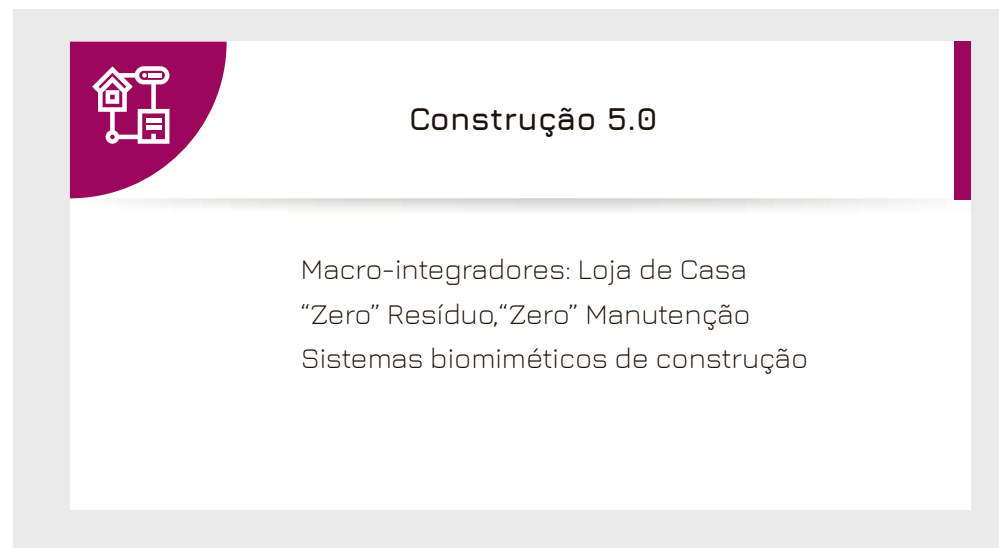 Construção 5.0
Macro-integradores: Loja de Casa
“Zero” Resíduo,“Zero” Manutenção
Sistemas biomiméticos de construção